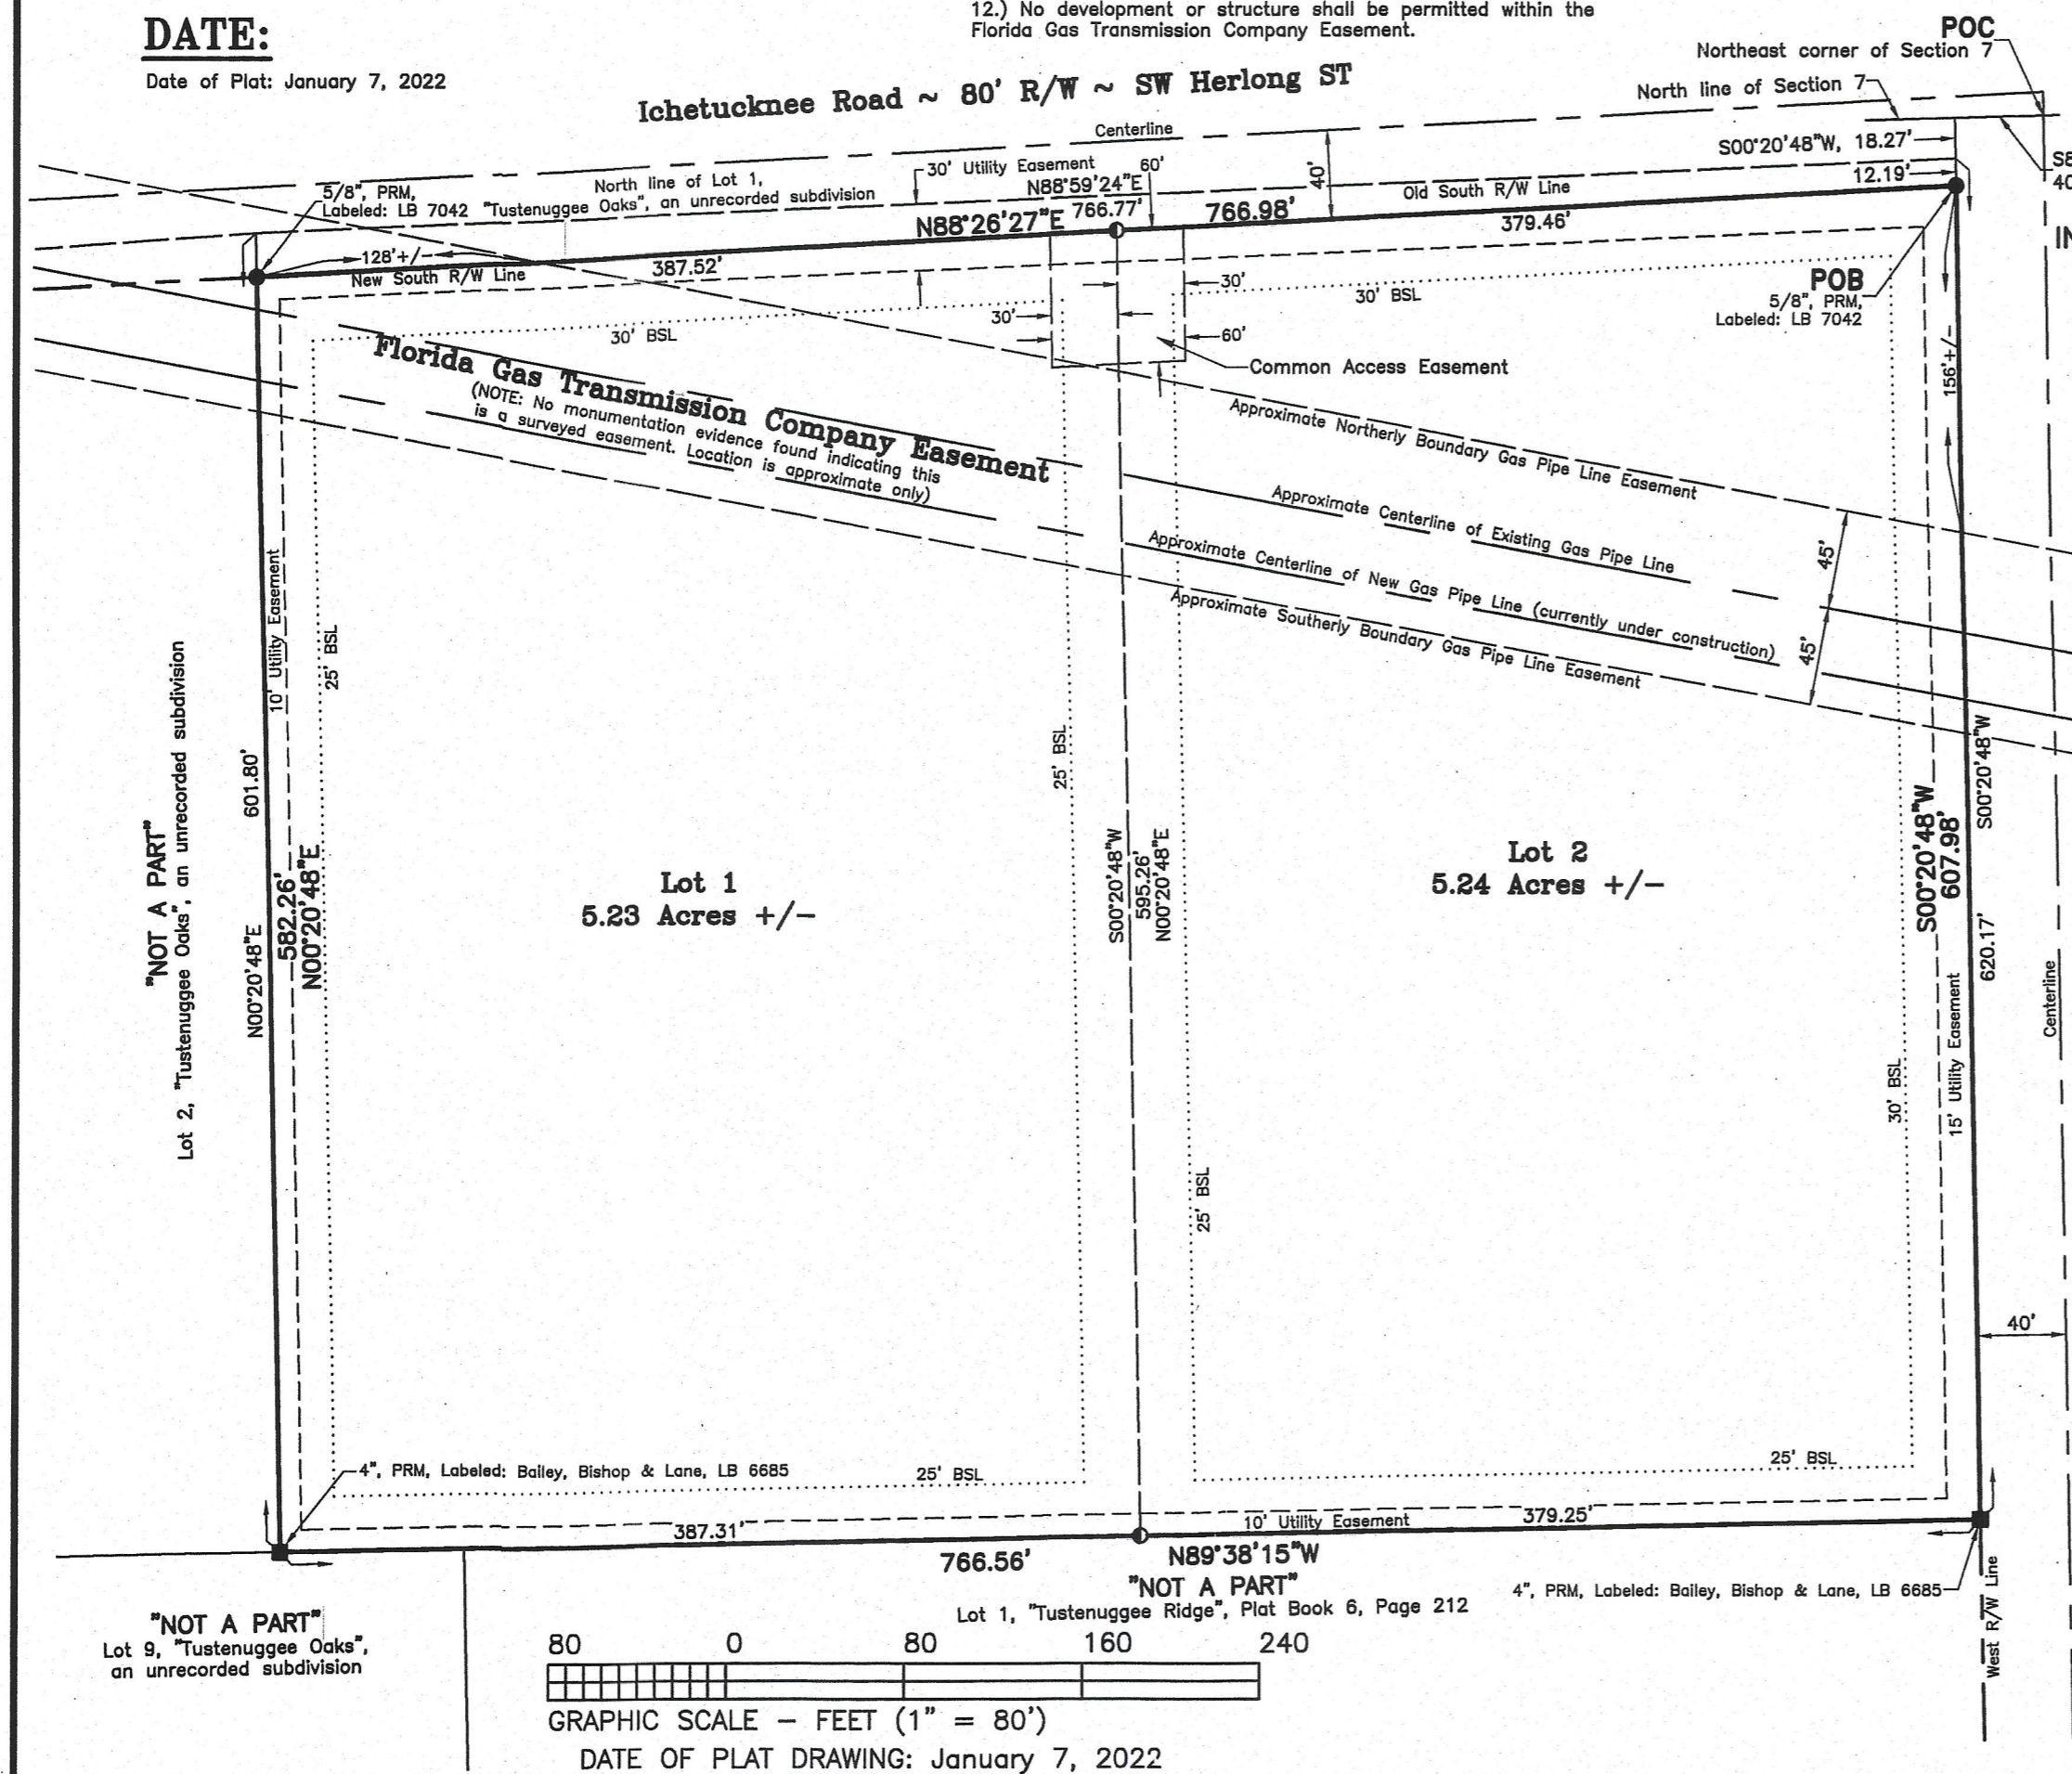 12.) No development or structure shall be permitted within the
Florida Gas Transmission Company Easement.
DATE:
Date of Plat: January 7, 2022
POC
Northeast corner of Section 7
North line of Section 7
Ichetucknee Road ~ 80' R/W ~ SW Herlong ST
Centerline
S00°20'48"W, 18.27'
12.19'
40'
30' Utility Easement
60'
N88°59'24"E
766.77'
Old South R/W Line
5/8", PRM,
Labeled: LB 7042
North line of Lot 1,
"Tustenuggee Oaks", an unrecorded subdivision
N88°26'27"E
766.98'
379.46'
128'+/-
387.52'
New South R/W Line
30' BSL
30'
30'
60'
30' BSL
POB
5/8", PRM,
Labeled: LB 7042
156'+/-
Common Access Easement
Florida Gas Transmission Company Easement
(NOTE: No monumentation evidence found indicating this
is a surveyed easement. Location is approximate only)
Approximate Northerly Boundary Gas Pipe Line Easement
Approximate Centerline of Existing Gas Pipe Line
Approximate Centerline of New Gas Pipe Line (currently under construction)
Approximate Southerly Boundary Gas Pipe Line Easement
45'
45'
"NOT A PART"
Lot 2, "Tustenuggee Oaks", an unrecorded subdivision
N00°20'48"E
601.80'
10' Utility Easement
582.26'
N00°20'48"E
25' BSL
Lot 1
5.23 Acres +/-
25' BSL
S00°20'48"W
595.26'
N00°20'48"E
25' BSL
Lot 2
5.24 Acres +/-
30' BSL
S00°20'48"W
607.98'
15' Utility Easement
S00°20'48"W
620.17'
Centerline
40'
4", PRM, Labeled: Bailey, Bishop & Lane, LB 6685
25' BSL
25' BSL
387.31'
10' Utility Easement
379.25'
766.56'
N89°38'15"W
"NOT A PART"
Lot 1, "Tustenuggee Ridge", Plat Book 6, Page 212
4", PRM, Labeled: Bailey, Bishop & Lane, LB 6685
West R/W Line
"NOT A PART"
Lot 9, "Tustenuggee Oaks",
an unrecorded subdivision
80 0 80 160 240
GRAPHIC SCALE - FEET (1" = 80')
DATE OF PLAT DRAWING: January 7, 2022